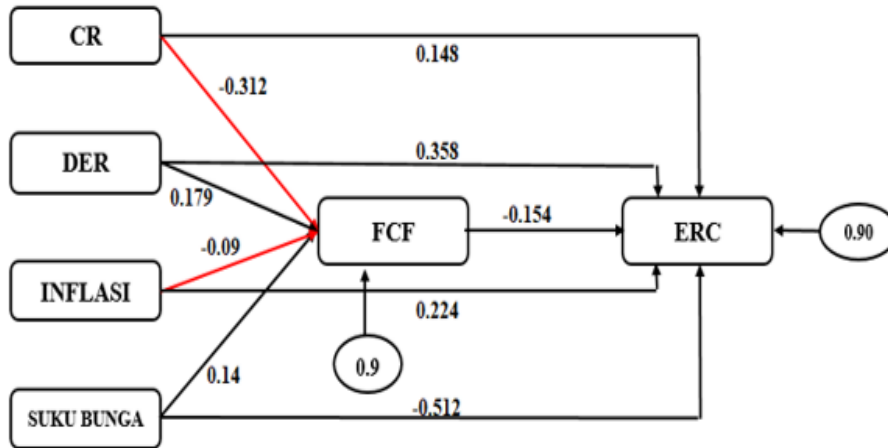 CR
0.148
-0.312
DER
0.358
0.179
FCF
-0.154
ERC
0.90
-0.09
INFLASI
0.224
0.9
0.14
SUKU BUNGA
-0.512